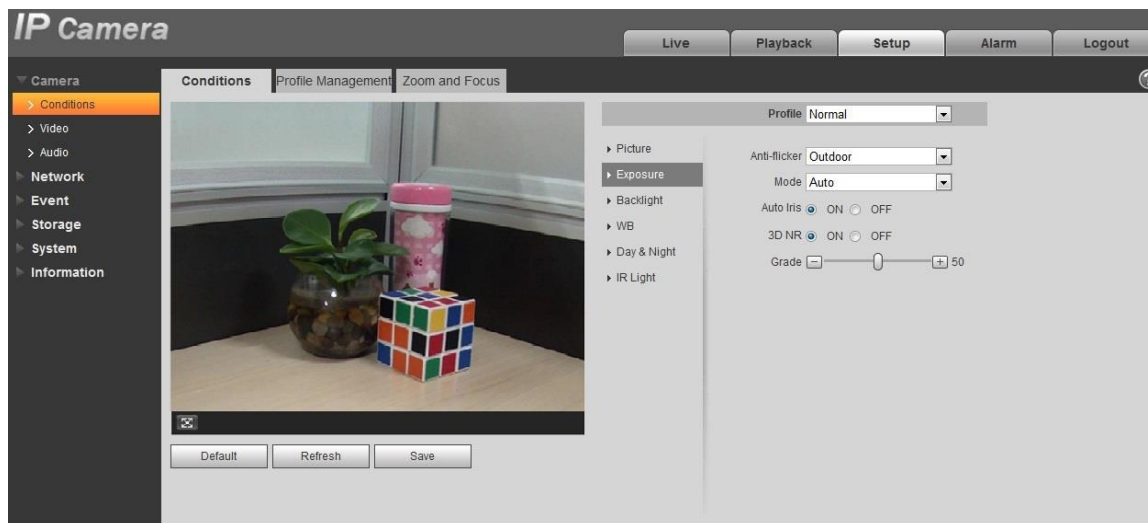 IP Camera
Live
Playback
Setup
Alarm
Logout
Camera
Conditions
Video
Audio
Network
Event
Storage
System
Information
Conditions
Profile Management
Zoom and Focus
Profile Normal
Picture
Exposure
Backlight
WB
Day & Night
IR Light
Anti-flicker Outdoor
Mode Auto
Auto Iris ON OFF
3D NR ON OFF
Grade 50
Default
Refresh
Save